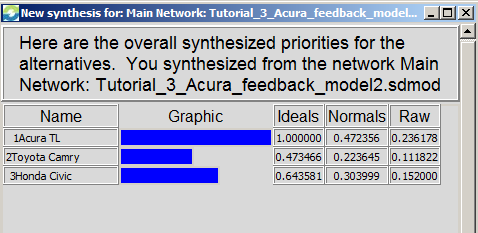 New synthesis for: Main Network: Tutorial_3_Acura_feedback_model...
Here are the overall synthesized priorities for the
alternatives. You synthesized from the network Main
Network: Tutorial_3_Acura_feedback_model2.sdmod
Name Graphic Ideals Normals Raw
1Acura TL 1.000000 0.472356 0.236178
2Toyota Camry 0.473466 0.223645 0.111822
3Honda Civic 0.643581 0.303999 0.152000